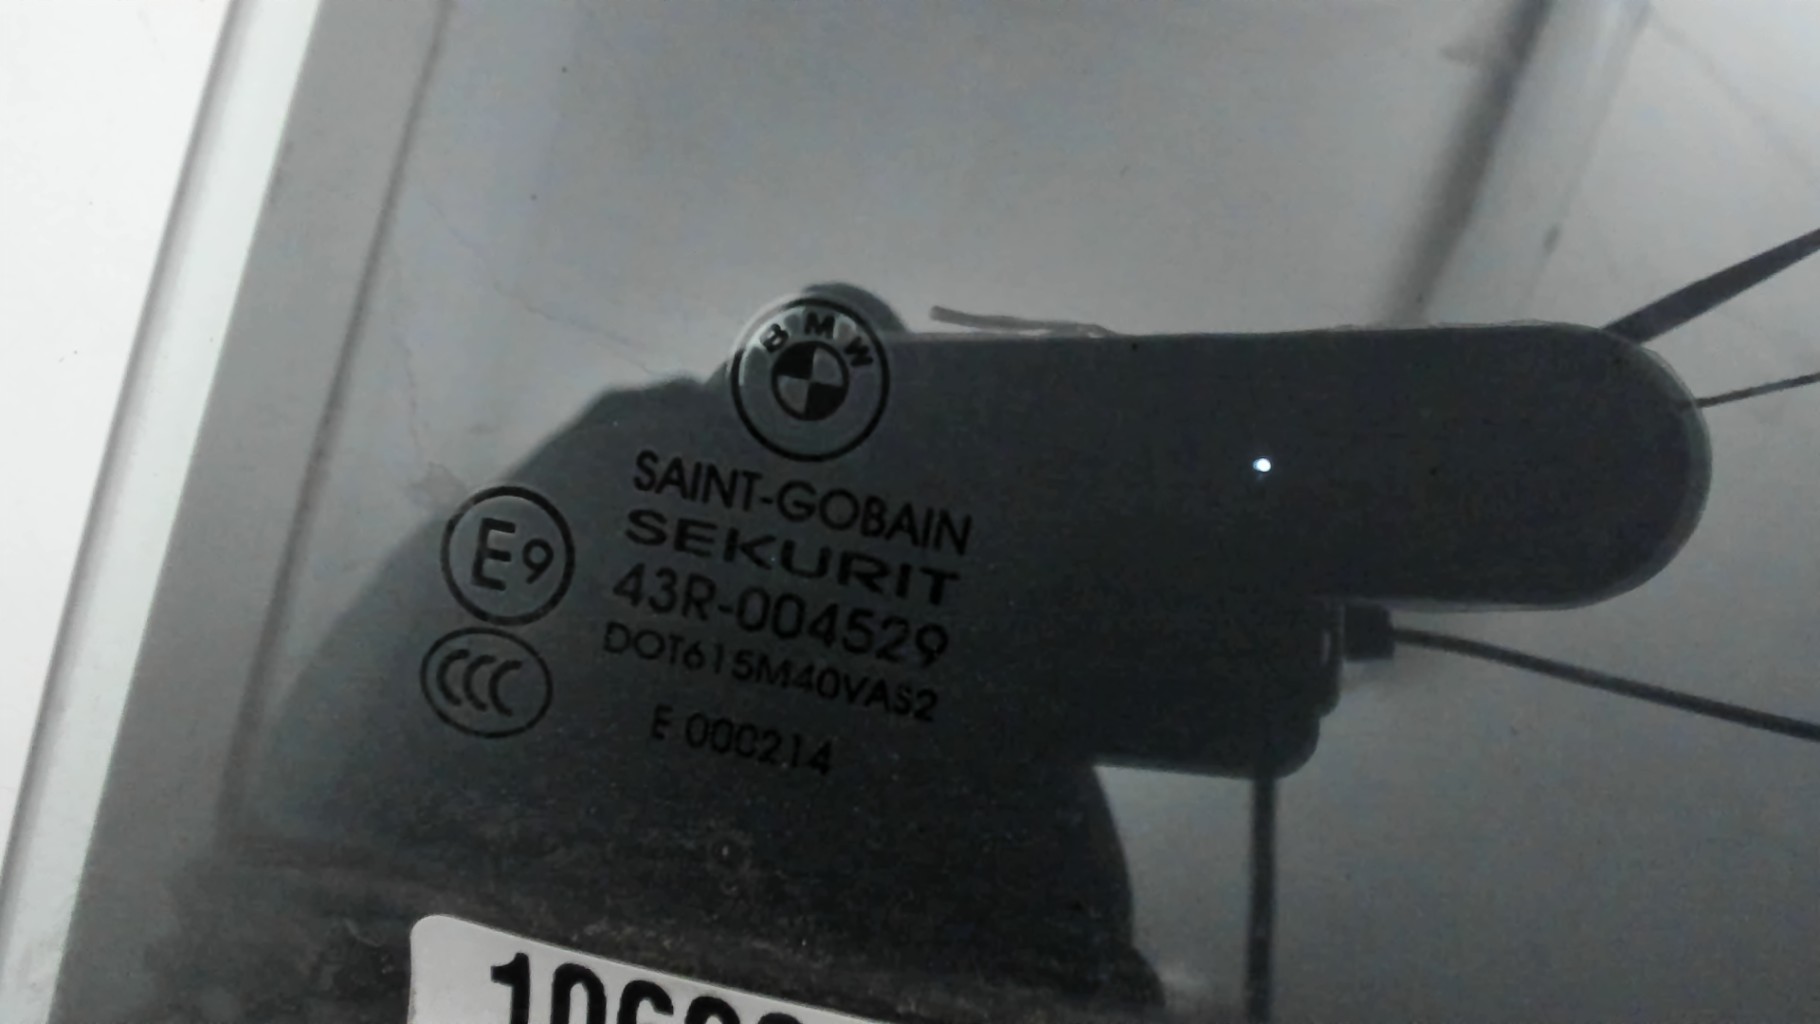 BMW
SAINT-GOBAIN
SEKURIT
E9
43R-004529
DOT615M40VAS2
CCC
E 000214